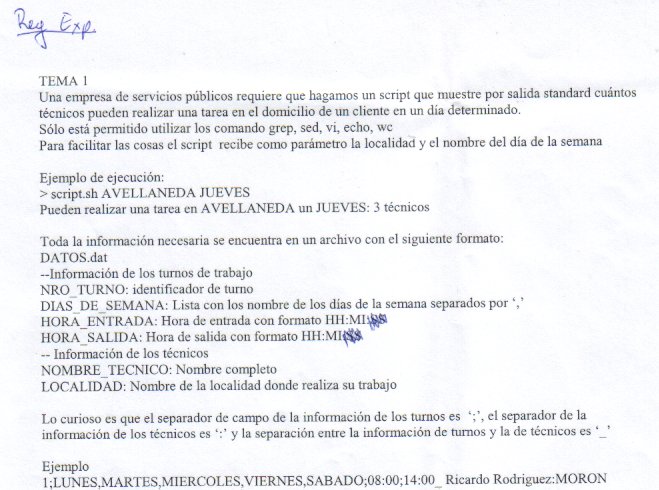 Reg Exp.
TEMA 1
Una empresa de servicios públicos requiere que hagamos un script que muestre por salida standard cuántos
técnicos pueden realizar una tarea en el domicilio de un cliente en un día determinado.
Sólo está permitido utilizar los comando grep, sed, vi, echo, wc
Para facilitar las cosas el script recibe como parámetro la localidad y el nombre del día de la semana
Ejemplo de ejecución:
> script.sh AVELLANEDA JUEVES
Pueden realizar una tarea en AVELLANEDA un JUEVES: 3 técnicos
Toda la información necesaria se encuentra en un archivo con el siguiente formato:
DATOS.dat
--Información de los turnos de trabajo
NRO_TURNO: identificador de turno
DIAS_DE_SEMANA: Lista con los nombre de los días de la semana separados por ‘,’
HORA_ENTRADA: Hora de entrada con formato HH:MI
HORA_SALIDA: Hora de salida con formato HH:MI
-- Información de los técnicos
NOMBRE_TECNICO: Nombre completo
LOCALIDAD: Nombre de la localidad donde realiza su trabajo
Lo curioso es que el separador de campo de la información de los turnos es ‘;’, el separador de la
información de los técnicos es ‘:’ y la separación entre la información de turnos y la de técnicos es ‘_’
Ejemplo
1;LUNES,MARTES,MIERCOLES,VIERNES,SABADO;08:00;14:00_ Ricardo Rodriguez:MORON